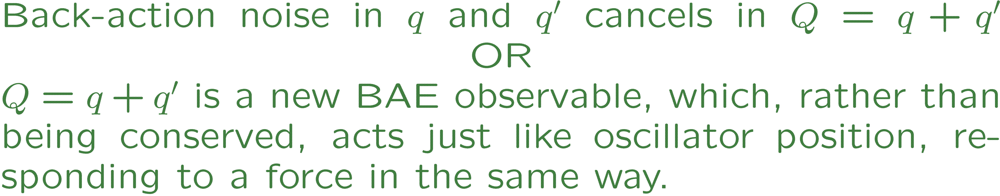 Back-action noise in q and q′ cancels in Q = q + q′
OR
Q = q + q′ is a new BAE observable, which, rather than
being conserved, acts just like oscillator position, re-
sponding to a force in the same way.